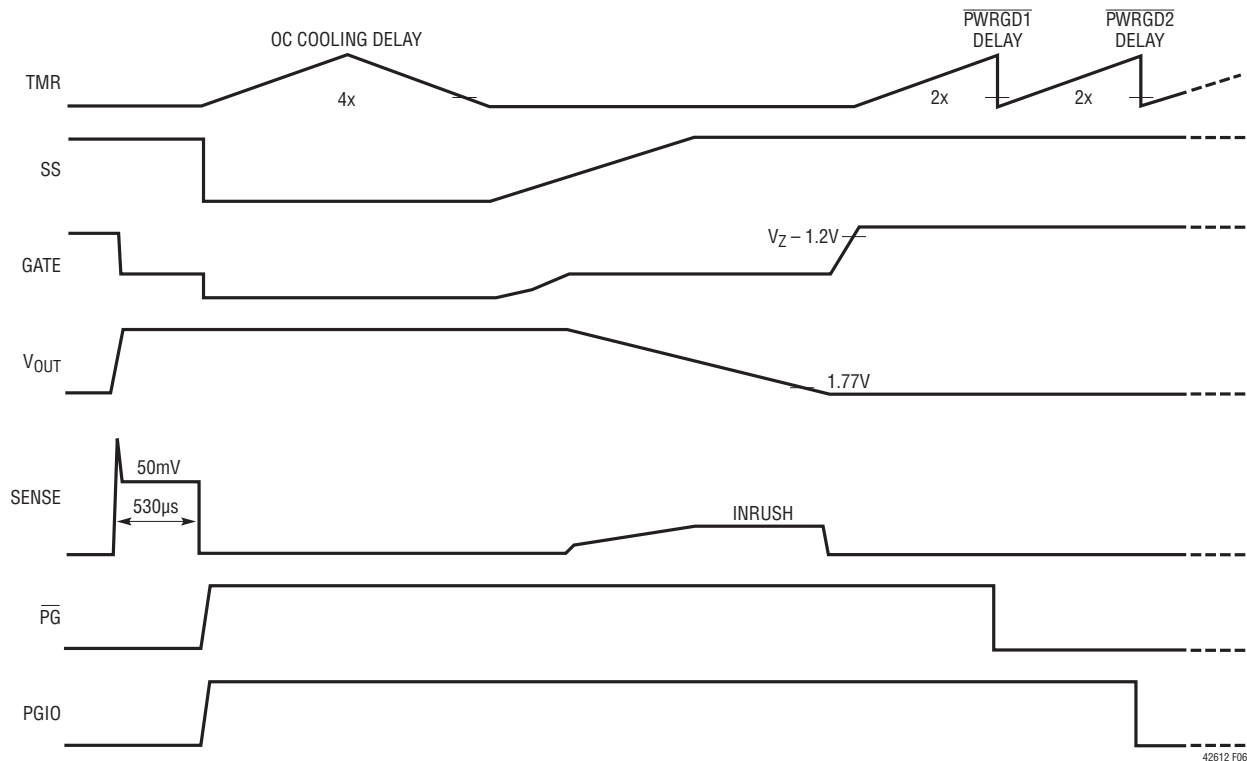 OC COOLING DELAY
PWRGD1
DELAY
PWRGD2
DELAY
TMR
4x
2x
2x
SS
VZ – 1.2V
GATE
VOUT
1.77V
50mV
SENSE
530µs
INRUSH
PG
PGIO
42612 F06